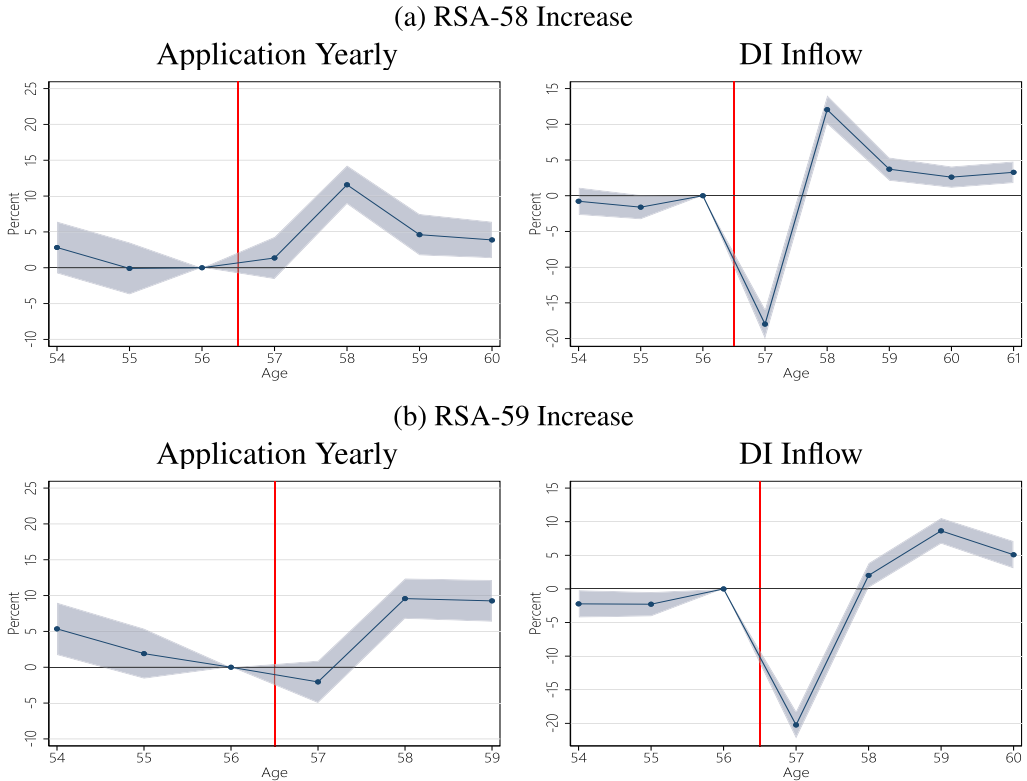 (a) RSA-58 Increase
Application Yearly
Percent
25
20
15
10
5
0
-5
-10
54 55 56 57 58 59 60
Age
DI Inflow
Percent
15
10
5
0
-5
-10
-15
-20
54 55 56 57 58 59 60 61
Age
(b) RSA-59 Increase
Application Yearly
Percent
25
20
15
10
5
0
-5
-10
54 55 56 57 58 59
Age
DI Inflow
Percent
15
10
5
0
-5
-10
-15
-20
54 55 56 57 58 59 60
Age